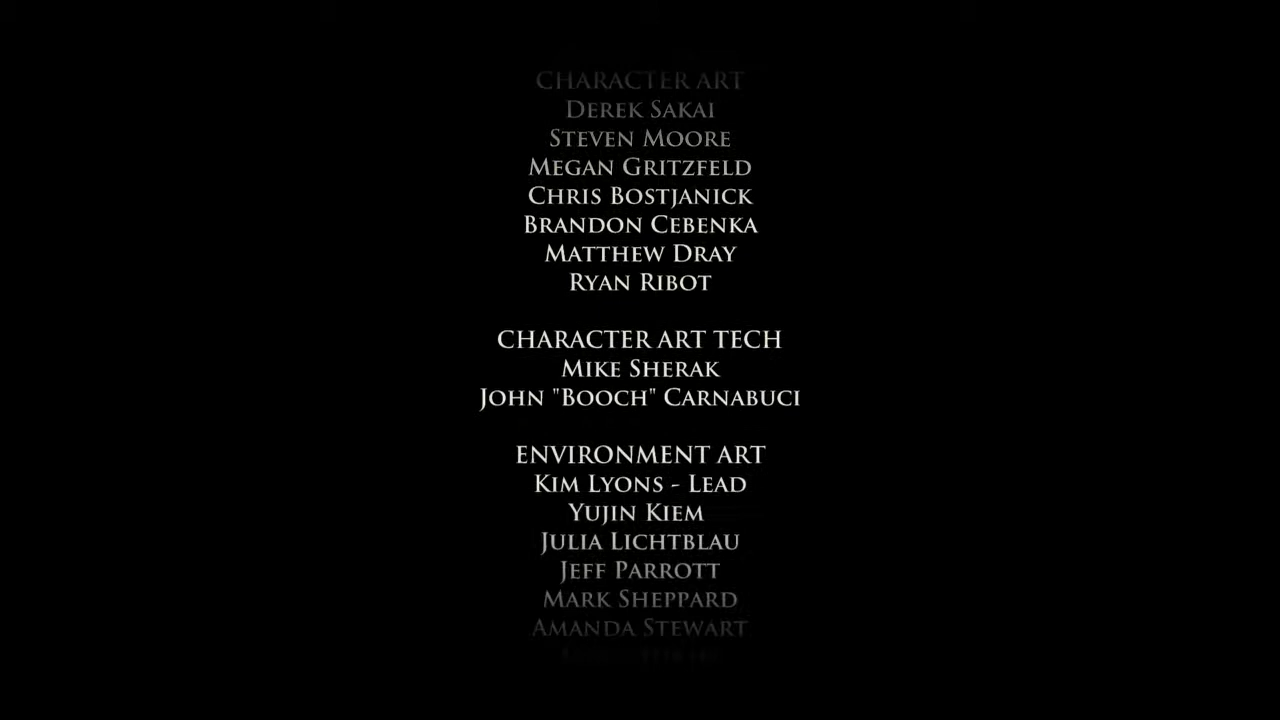 CHARACTER ART
DEREK SAKAI
STEVEN MOORE
MEGAN GRITZFELD
CHRIS BOSTJANICK
BRANDON CEBENKA
MATTHEW DRAY
RYAN RIBOT
CHARACTER ART TECH
MIKE SHERAK
JOHN "BOOCH" CARNABUCI
ENVIRONMENT ART
KIM LYONS - LEAD
YUJIN KIEM
JULIA LICHTBLAU
JEFF PARROTT
MARK SHEPPARD
AMANDA STEWART